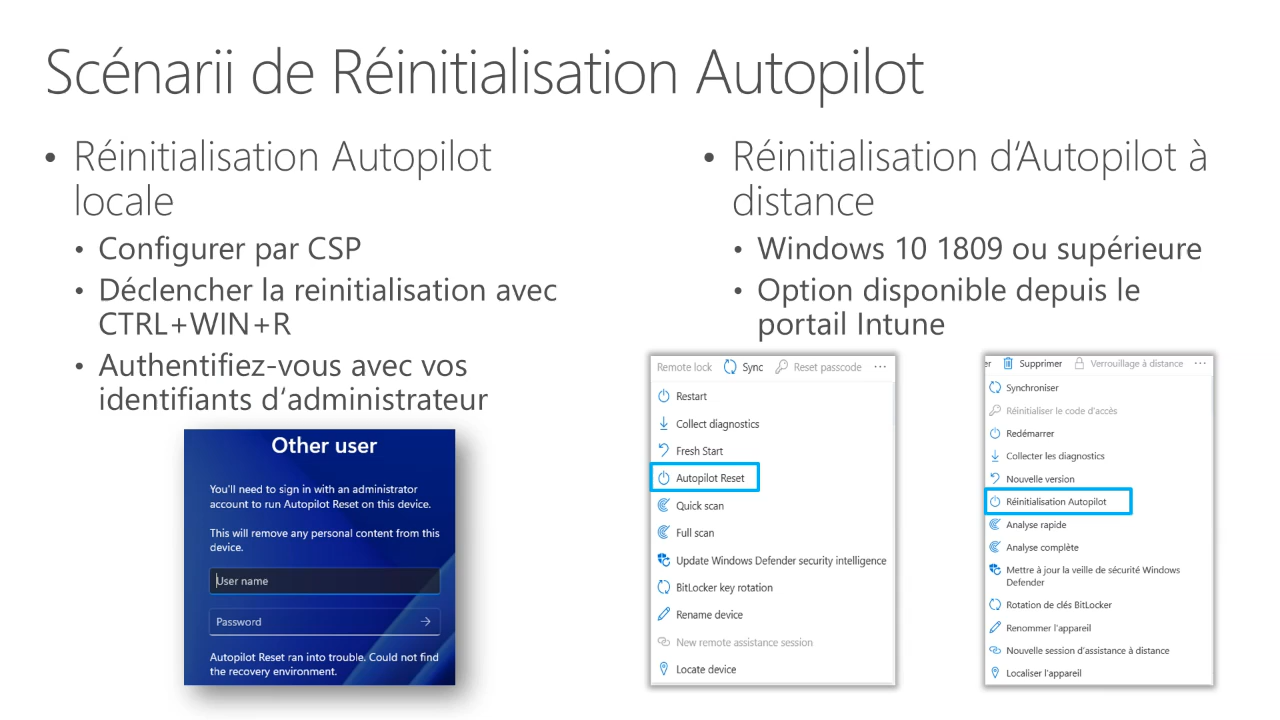 Scénarii de Réinitialisation Autopilot
• Réinitialisation Autopilot
locale
• Configurer par CSP
• Déclencher la reinitialisation avec
CTRL+WIN+R
• Authentifiez-vous avec vos
identifiants d‘administrateur
Other user
You'll need to sign in with an administrator
account to run Autopilot Reset on this device.
This will remove any personal content from this
device.
User name
Password
Autopilot Reset ran into trouble. Could not find
the recovery environment.
• Réinitialisation d‘Autopilot à
distance
• Windows 10 1809 ou supérieure
• Option disponible depuis le
portail Intune
Remote lock Sync Reset passcode ...
Restart
Collect diagnostics
Fresh Start
Autopilot Reset
Quick scan
Full scan
Update Windows Defender security intelligence
BitLocker key rotation
Rename device
New remote assistance session
Locate device
er Supprimer Verrouillage à distance ...
Synchroniser
Réinitialiser le code d'accès
Redémarrer
Collecter les diagnostics
Nouvelle version
Réinitialisation Autopilot
Analyse rapide
Analyse complète
Mettre à jour la veille de sécurité Windows
Defender
Rotation de clés BitLocker
Renommer l'appareil
Nouvelle session d'assistance à distance
Localiser l'appareil